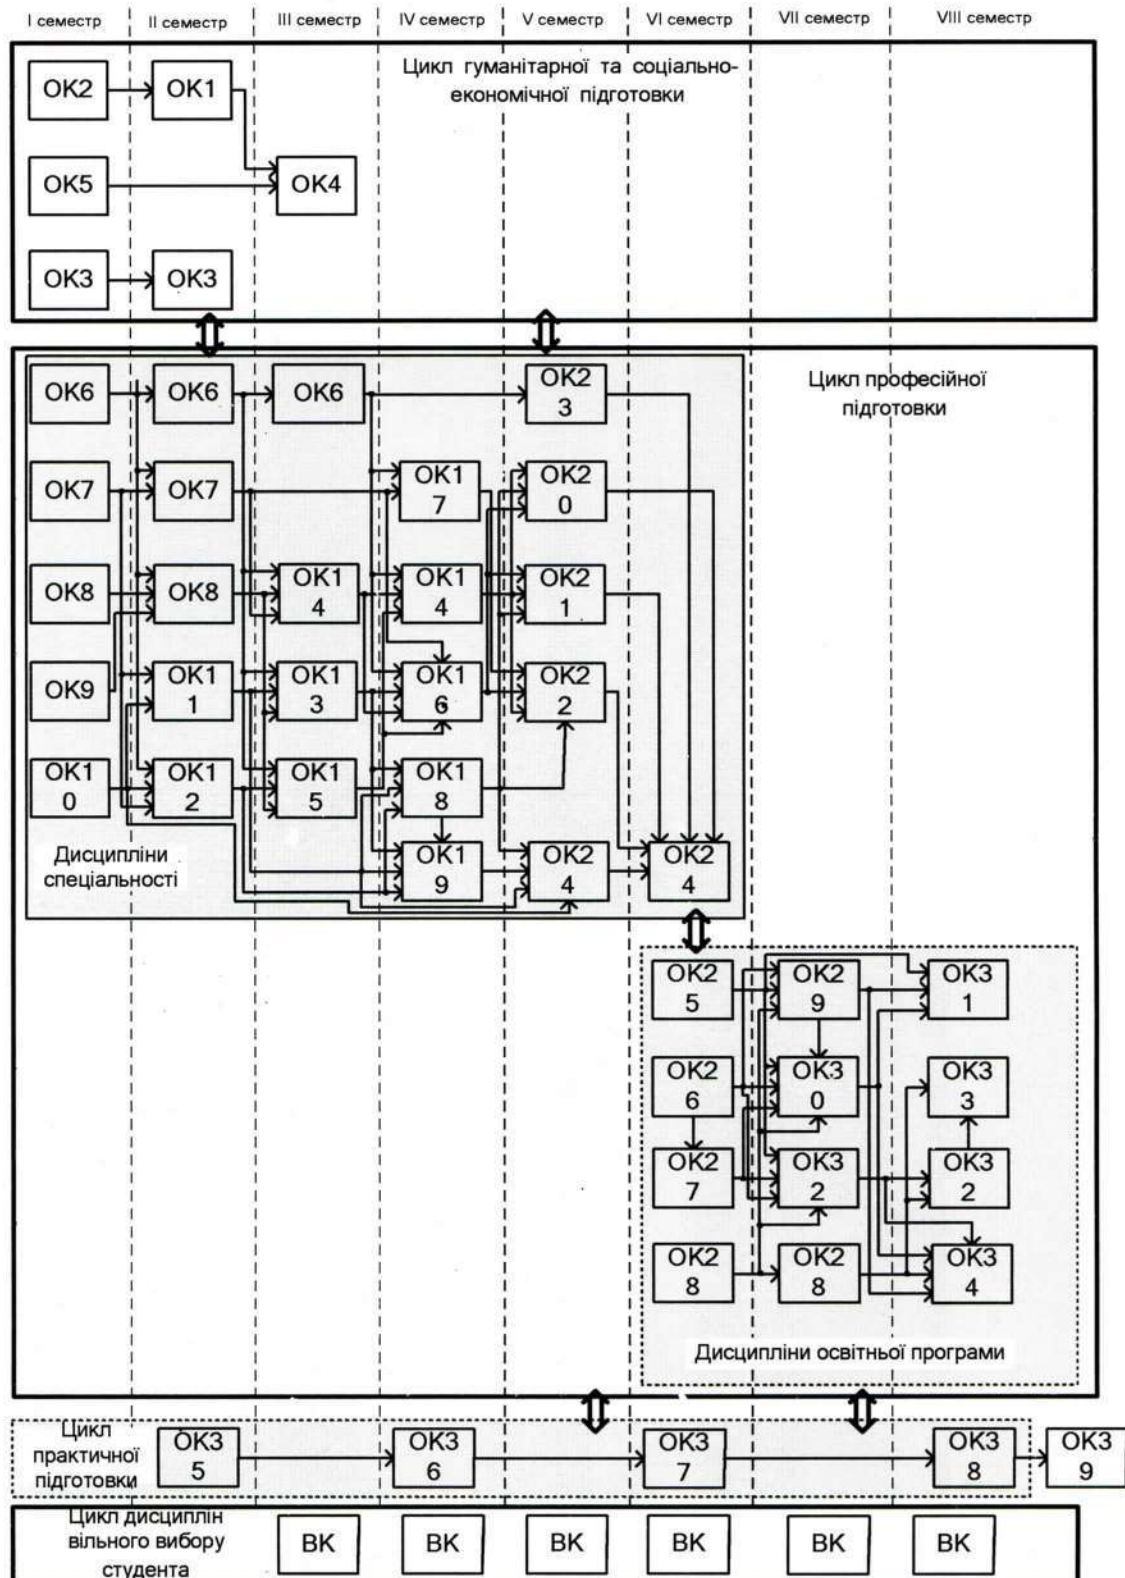 I семестр
II семестр
III семестр
IV семестр
V семестр
VI семестр
VII семестр
VIII семестр
Цикл гуманітарної та соціально-
економічної підготовки
ОК2
ОК1
ОК5
ОК4
ОК3
ОК3
Цикл професійної
підготовки
ОК6
ОК6
ОК6
ОК2
3
ОК7
ОК7
ОК1
7
ОК2
0
ОК8
ОК8
ОК1
4
ОК1
4
ОК2
1
ОК9
ОК1
1
ОК1
3
ОК1
6
ОК2
2
ОК1
0
ОК1
2
ОК1
5
ОК1
8
Дисципліни
спеціальності
ОК1
9
ОК2
4
ОК2
4
ОК2
5
ОК2
9
ОК3
1
ОК2
6
ОК3
0
ОК3
3
ОК2
7
ОК3
2
ОК3
2
ОК2
8
ОК2
8
ОК3
4
Дисципліни освітньої програми
Цикл
практичної
підготовки
ОК3
5
ОК3
6
ОК3
7
ОК3
8
ОК3
9
Цикл дисциплін
вільного вибору
студента
ВК
ВК
ВК
ВК
ВК
ВК